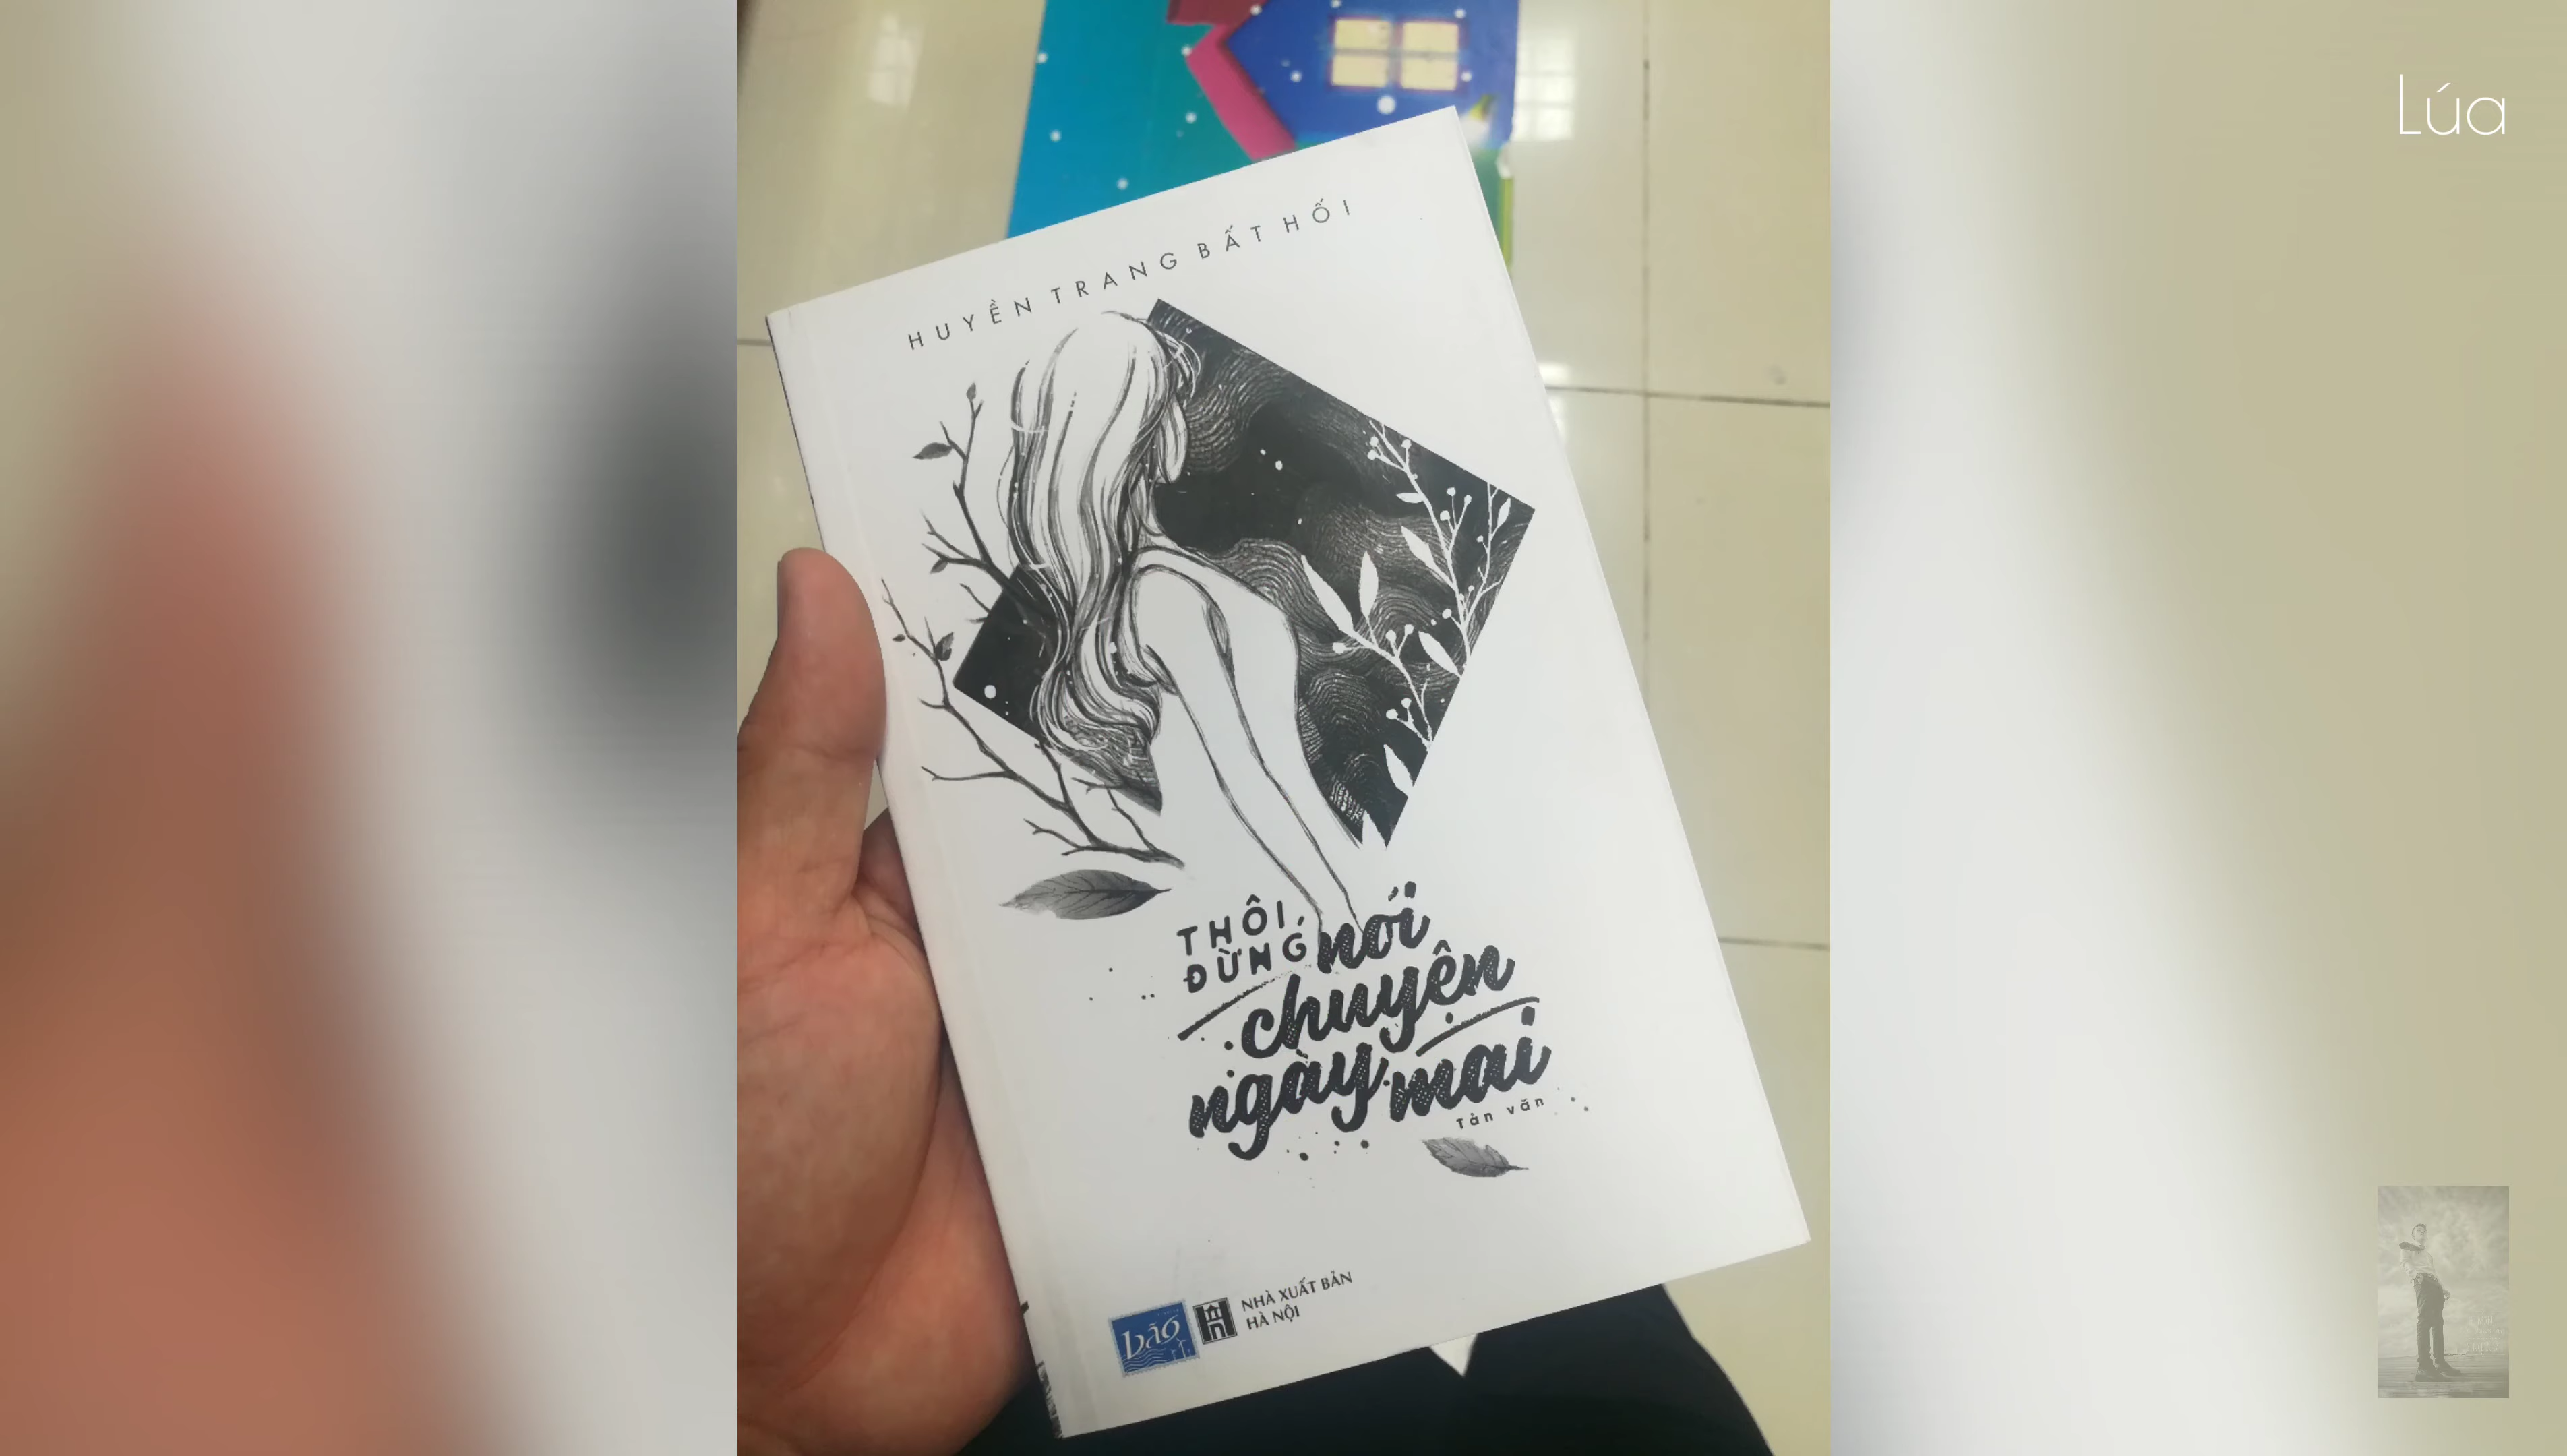 Lúa
HUYỀN TRANG BẤT HỐI
THÔI,
ĐỪNG nói
chuyện
ngày mai
Tản văn
bão
NHÀ XUẤT BẢN
HÀ NỘI